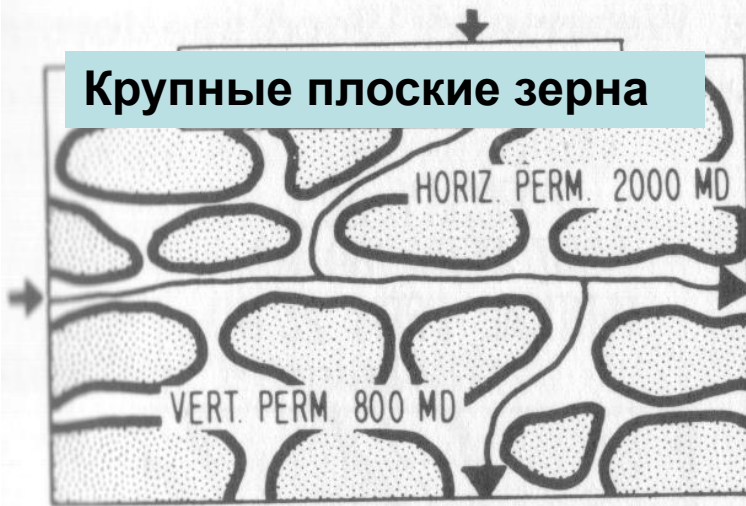 Крупные плоские зерна
HORIZ. PERM. 2000 MD
VERT. PERM. 800 MD